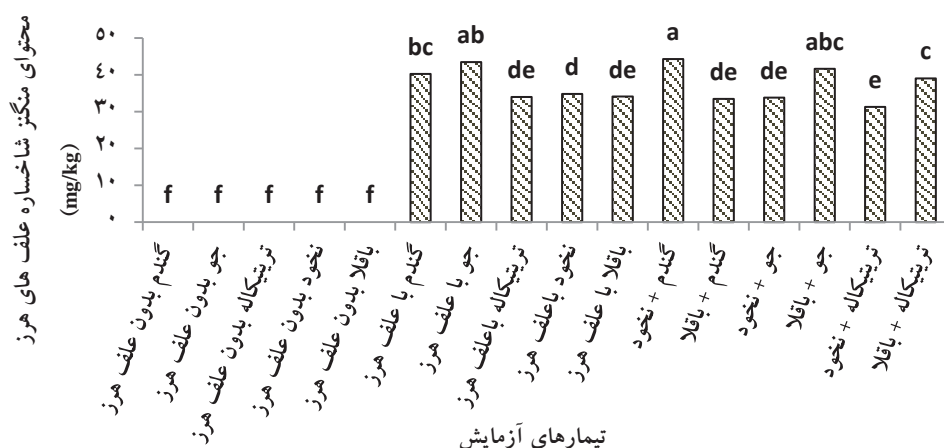 محتوای منگنز شاخساره علف های هرز
(mg/kg)
۵۰
۴۰
۳۰
۲۰
۱۰
۰
f
f
f
f
f
bc
ab
de
d
de
a
de
de
abc
e
c
گندم بدون علف هرز
جو بدون علف هرز
تریتیکاله بدون علف هرز
نخود بدون علف هرز
باقلا بدون علف هرز
گندم با علف هرز
جو با علف هرز
تریتیکاله باعلف هرز
نخود باعلف هرز
باقلا با علف هرز
گندم + نخود
گندم + باقلا
جو + نخود
جو + باقلا
تریتیکاله + نخود
تریتیکاله + باقلا
تیمارهای آزمایش